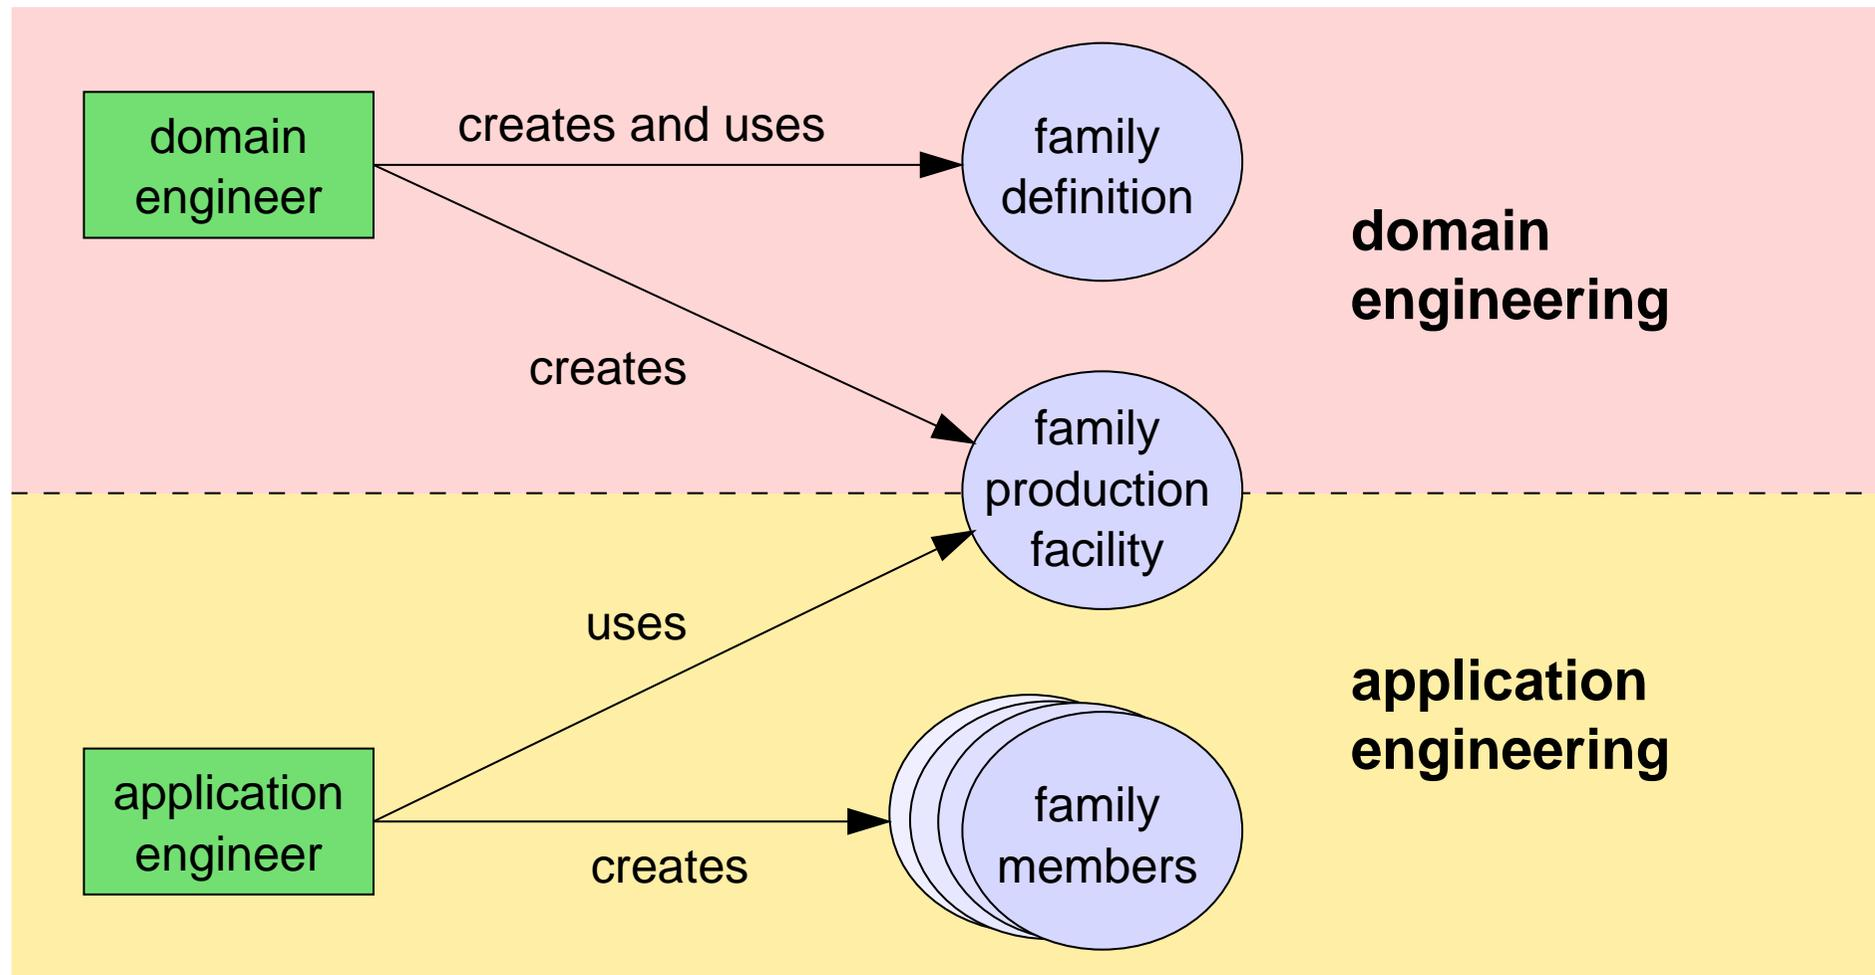 domain
engineer
creates and uses
family
definition
domain
engineering
creates
family
production
facility
uses
application
engineering
application
engineer
creates
family
members